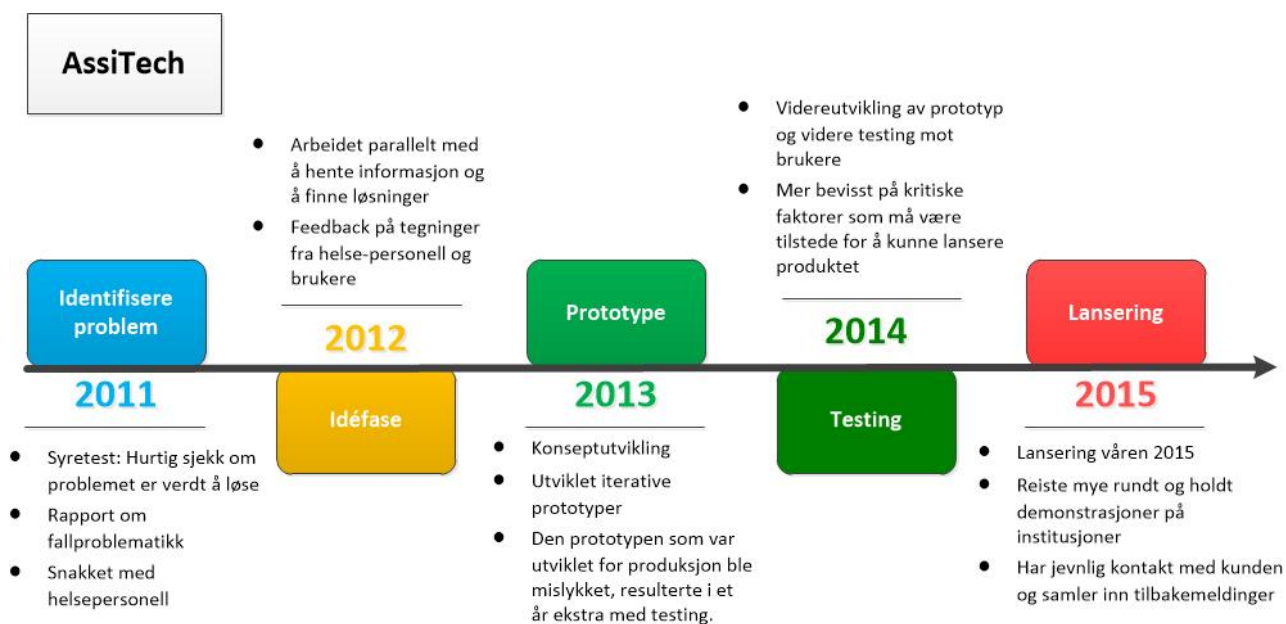 AssiTech
Identifisere
problem
2011
● Syretest: Hurtig sjekk om
problemet er verdt å løse
● Rapport om
fallproblematikk
● Snakket med
helsepersonell
● Arbeidet parallelt med
å hente informasjon og
å finne løsninger
● Feedback på tegninger
fra helse-personell og
brukere
2012
Idéfase
Prototype
2013
● Konseptutvikling
● Utviklet iterative
prototyper
● Den prototypen som var
utviklet for produksjon ble
mislykket, resulterte i et
år ekstra med testing.
● Videreutvikling av prototyp
og videre testing mot
brukere
● Mer bevisst på kritiske
faktorer som må være
tilstede for å kunne lansere
produktet
2014
Testing
Lansering
2015
● Lansering våren 2015
● Reiste mye rundt og holdt
demonstrasjoner på
institusjoner
● Har jevnlig kontakt med kunden
og samler inn tilbakemeldinger